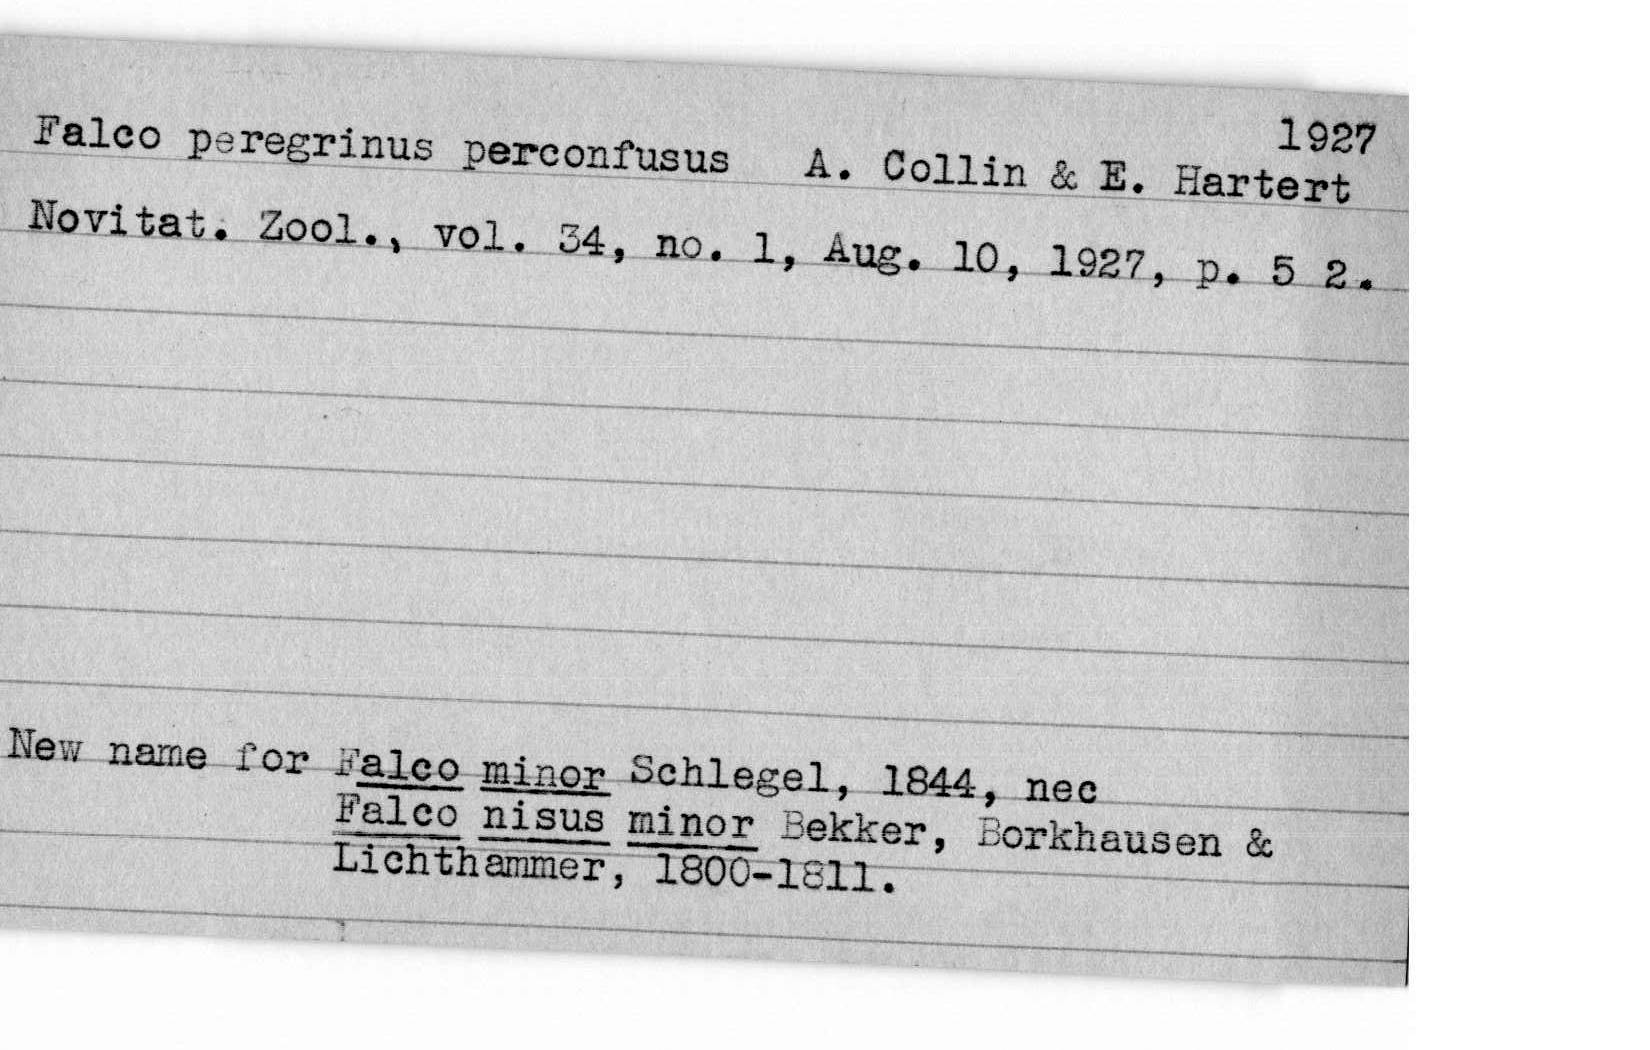 1927
Falco peregrinus perconfusus A. Collin & E. Hartert
Novitat. Zool., vol. 34, no. 1, Aug. 10, 1927, p. 5 2.
New name for Falco minor Schlegel, 1844, nec
Falco nisus minor Bekker, Borkhausen &
Lichthammer, 1800-1811.